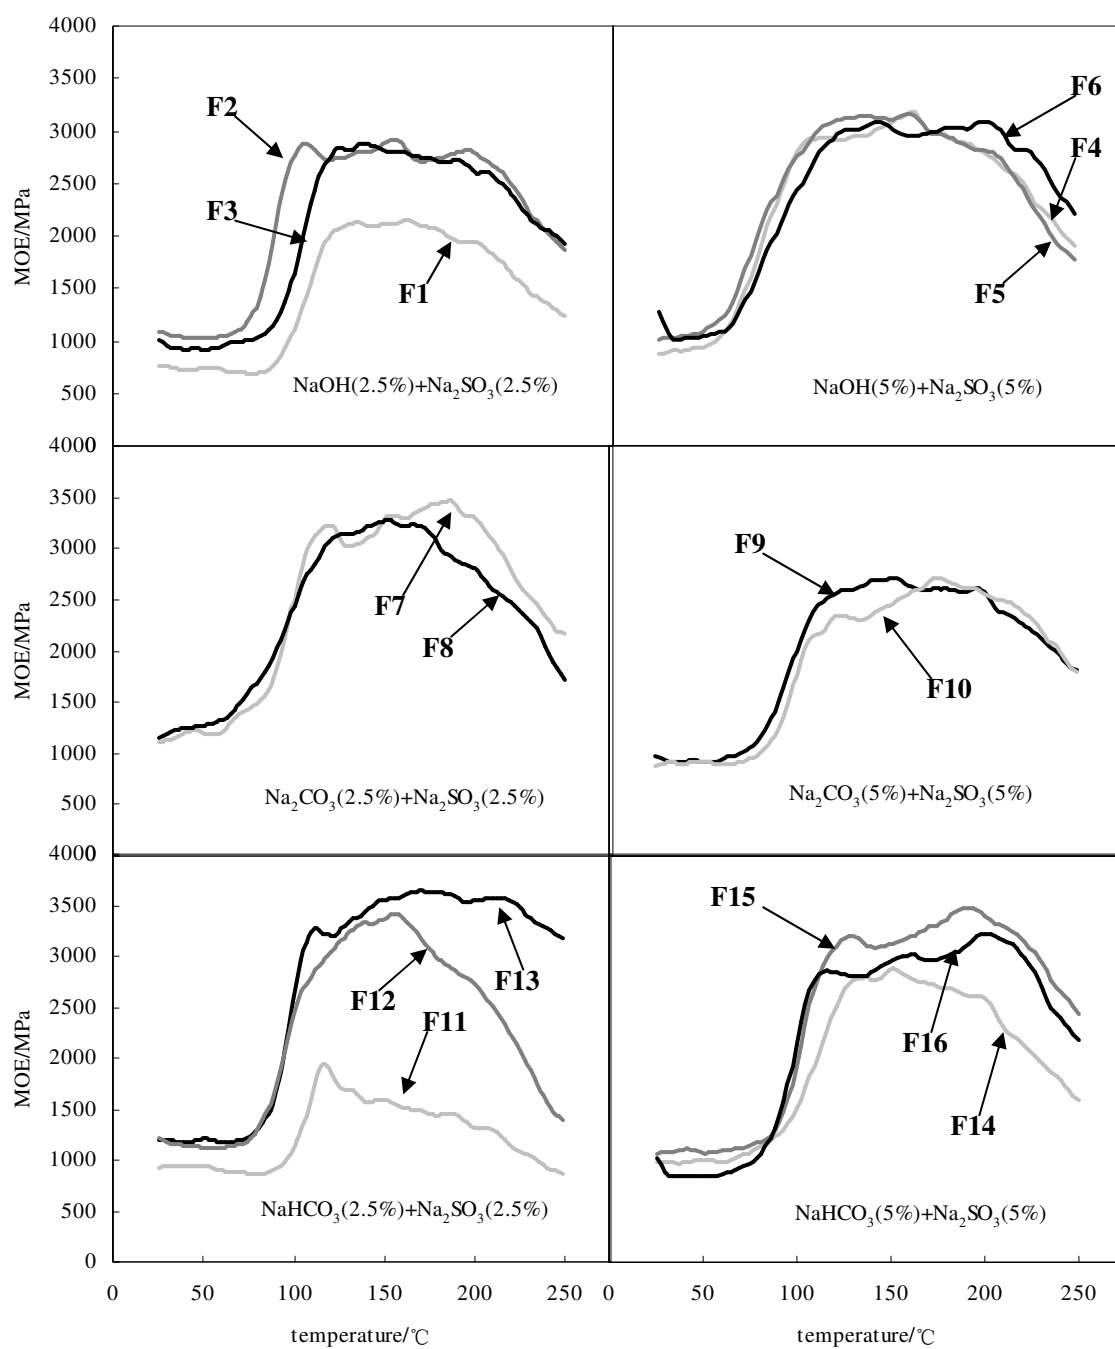 4000
3500
3000
2500
2000
1500
1000
500
MOE/MPa
F2
F3
F1
NaOH(2.5%)+Na₂SO₃(2.5%)
F6
F4
F5
NaOH(5%)+Na₂SO₃(5%)
40000
3500
3000
2500
2000
1500
1000
500
MOE/MPa
F7
F8
Na₂CO₃(2.5%)+Na₂SO₃(2.5%)
F9
F10
Na₂CO₃(5%)+Na₂SO₃(5%)
40000
3500
3000
2500
2000
1500
1000
500
0
MOE/MPa
F13
F12
F11
NaHCO₃(2.5%)+Na₂SO₃(2.5%)
F15
F16
F14
NaHCO₃(5%)+Na₂SO₃(5%)
0 50 100 150 200 250 0 50 100 150 200 250
temperature/℃ temperature/℃